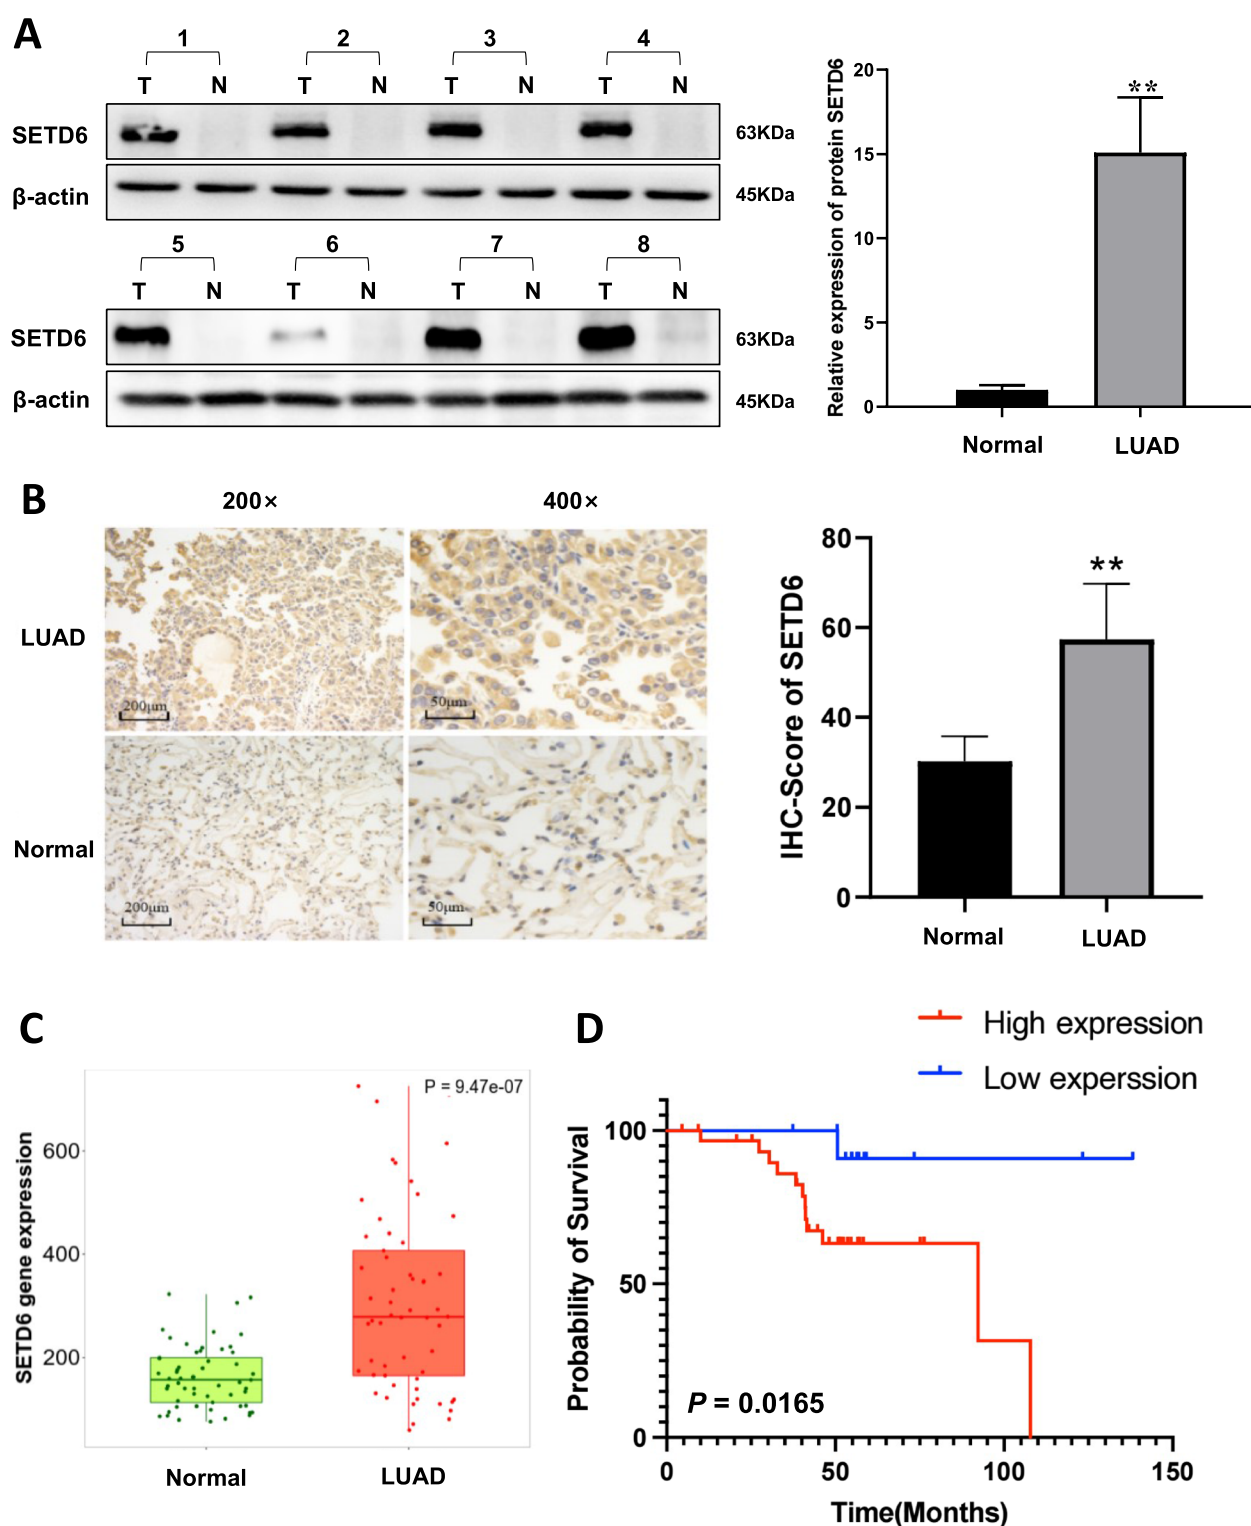 A
1 2 3 4
T N T N T N T N
SETD6 63KDa
β-actin 45KDa
5 6 7 8
T N T N T N T N
SETD6 63KDa
β-actin 45KDa
Relative expression of protein SETD6
20
**
15
10
5
0
Normal LUAD
B
200× 400×
LUAD
200μm 50μm
Normal
200μm 50μm
IHC-Score of SETD6
80
**
60
40
20
0
Normal LUAD
C
P = 9.47e-07
SETD6 gene expression
600
400
200
Normal LUAD
D
High expression
Low experssion
Probability of Survival
100
50
0
P = 0.0165
0 50 100 150
Time(Months)